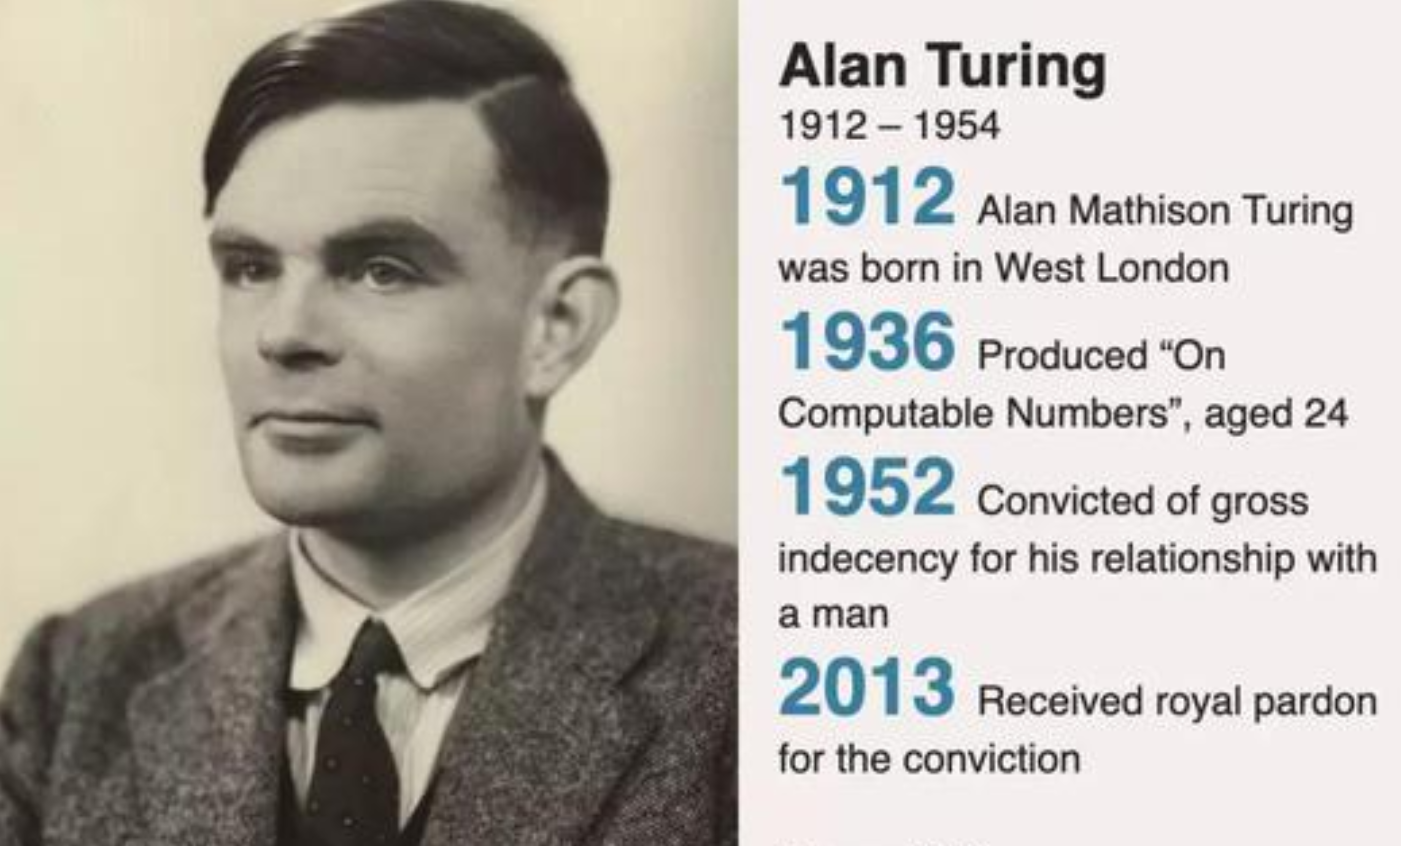 Alan Turing
1912 – 1954
1912 Alan Mathison Turing
was born in West London
1936 Produced “On
Computable Numbers”, aged 24
1952 Convicted of gross
indecency for his relationship with
a man
2013 Received royal pardon
for the conviction